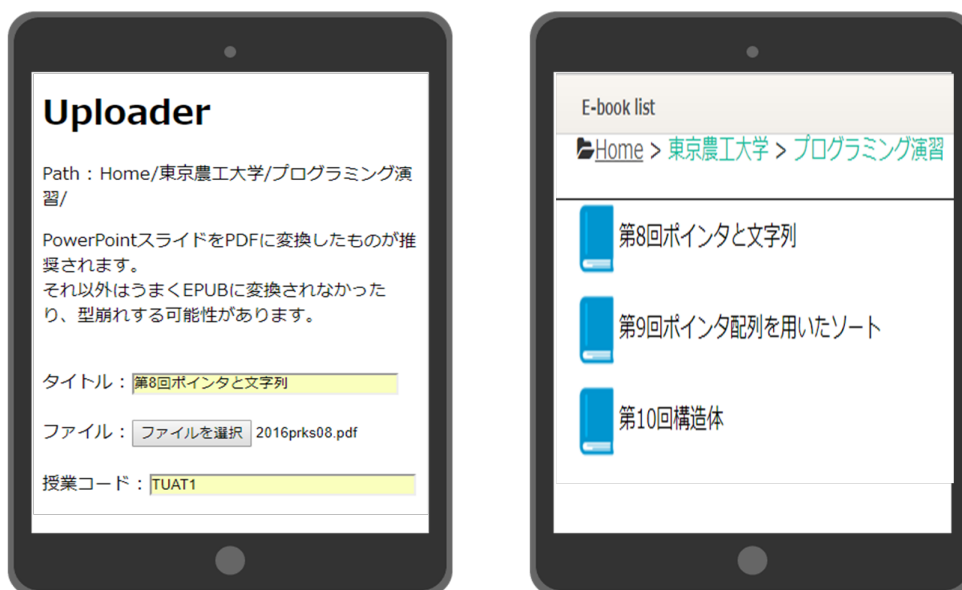 Uploader
Path : Home/東京農工大学/プログラミング演
習/
PowerPointスライドをPDFに変換したものが推
奨されます。
それ以外はうまくEPUBに変換されなかった
り、型崩れする可能性があります。
タイトル : 第8回ポインタと文字列
ファイル : ファイルを選択 2016prks08.pdf
授業コード : TUAT1
E-book list
Home > 東京農工大学 > プログラミング演習
第8回ポインタと文字列
第9回ポインタ配列を用いたソート
第10回構造体